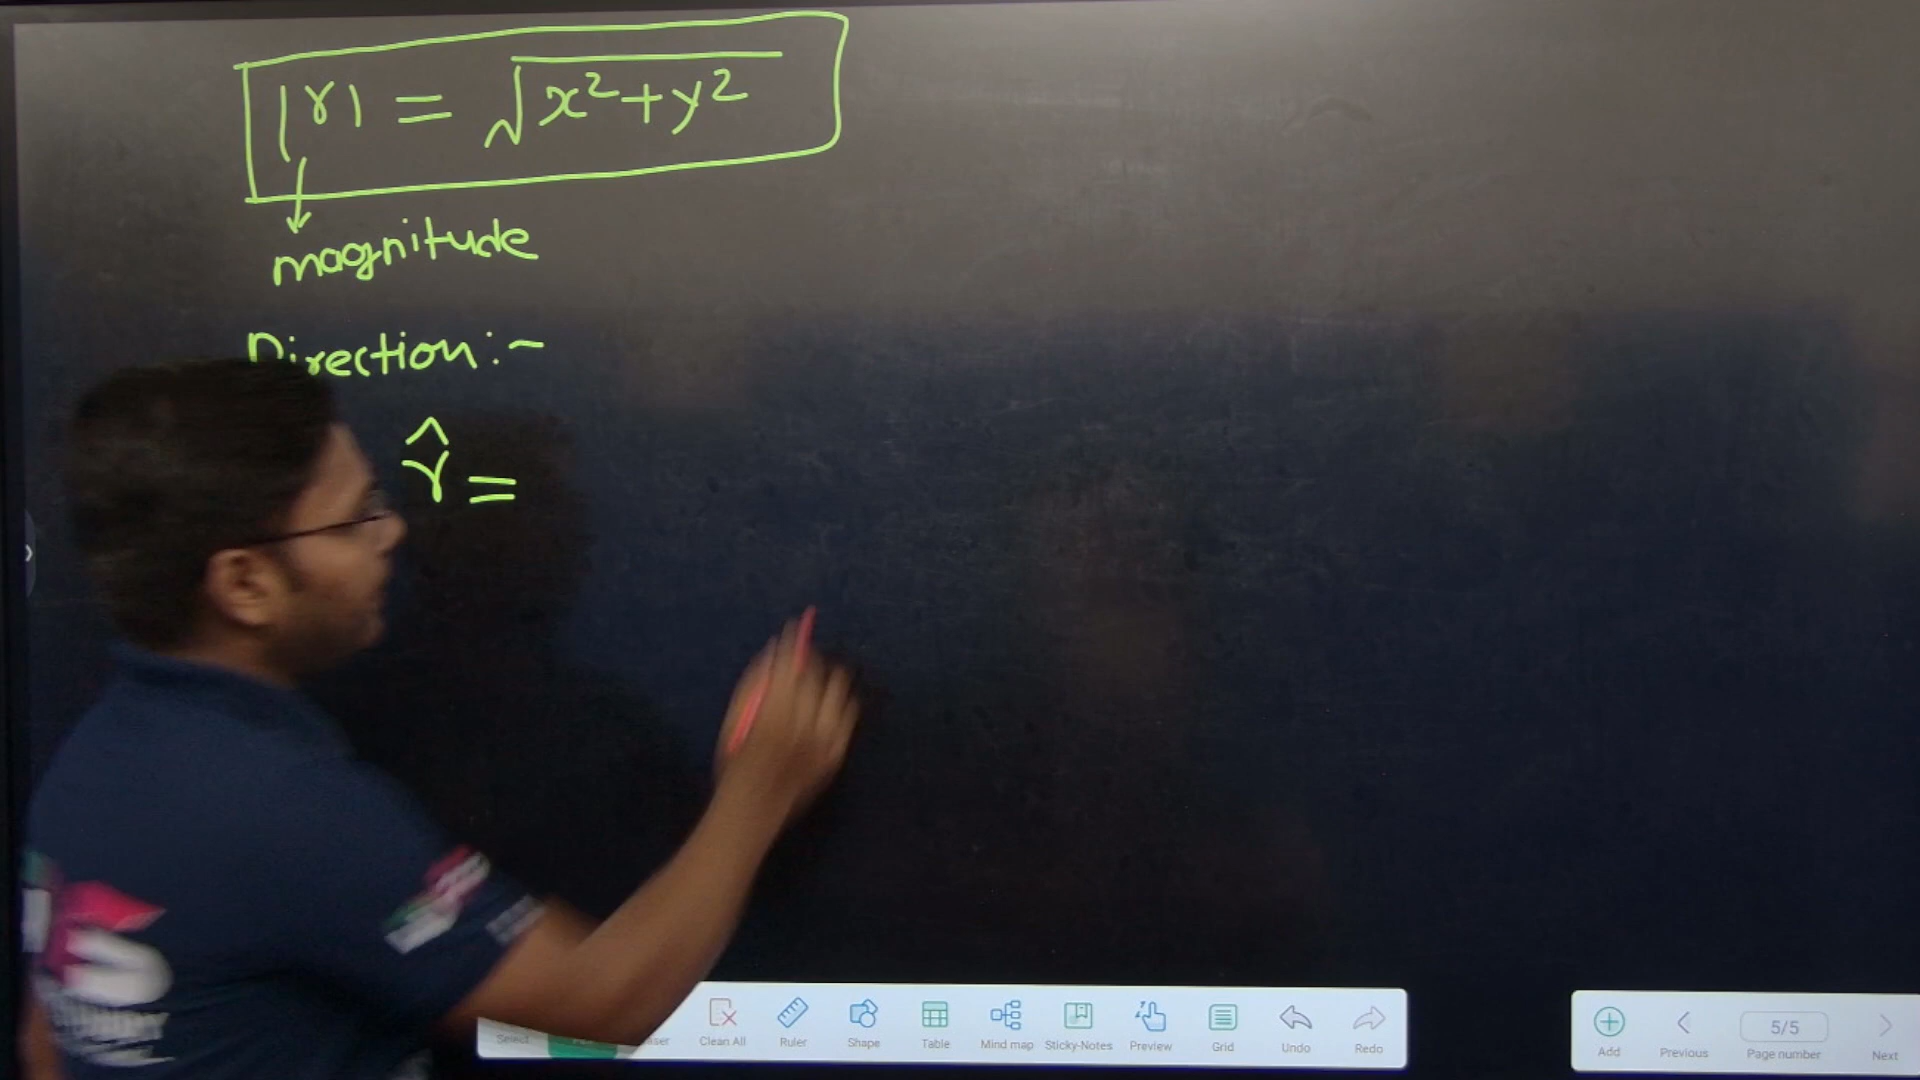 |r| = √x²+y²
magnitude
Direction:-
r̂ =
Select
Clean All
Ruler
Shape
Table
Mind map
Sticky-Notes
Preview
Grid
Undo
Redo
Add
Previous
5/5
Page number
Next